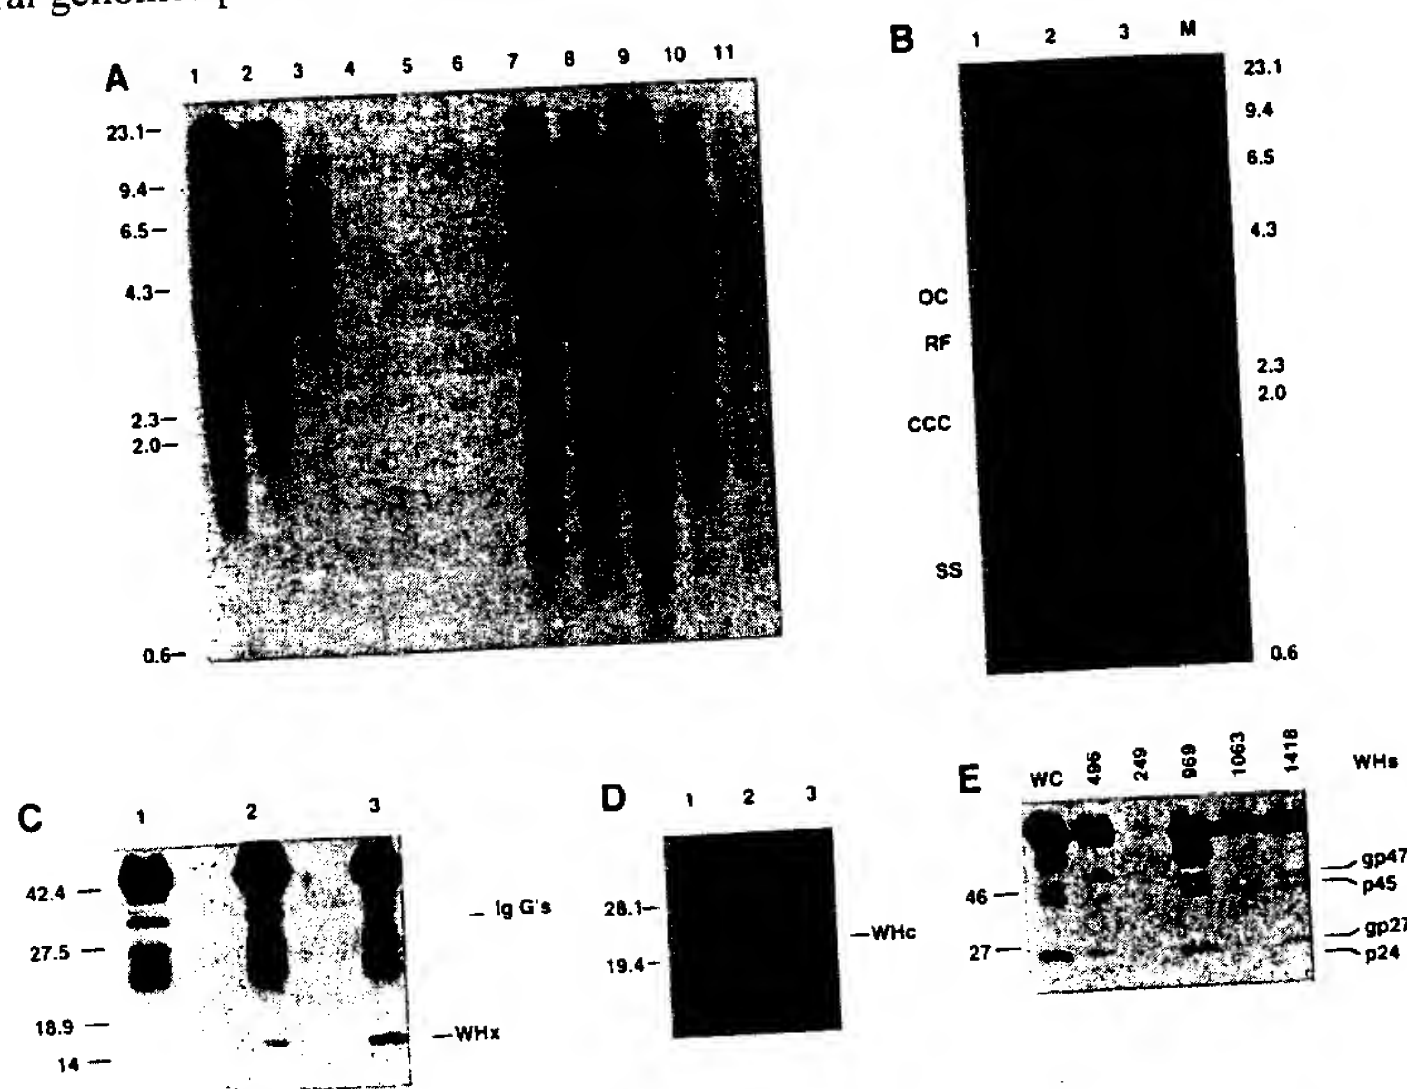 A
1 2 3 4 5 6 7 8 9 10 11
23.1–
9.4–
6.5–
4.3–
2.3–
2.0–
0.6–
B
1 2 3 M
23.1
9.4
6.5
4.3
OC
RF
2.3
2.0
CCC
SS
0.6
C
1 2 3
42.4 —
27.5 —
18.9 —
14 —
– Ig G's
–WHx
D
1 2 3
28.1–
19.4–
–WHc
E
WC 496 249 969 1063 1418 WHs
46 –
27 –
gp47
p45
gp27
p24